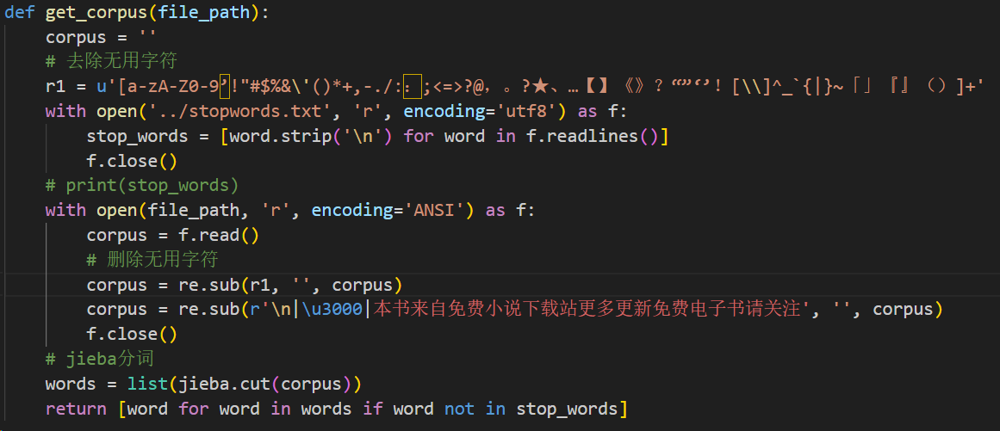 def get_corpus(file_path):
    corpus = ''
    # 去除无用字符
    r1 = u'[a-zA-Z0-9’!"#$%&\'()*+,-./:：;<=>?@，。?★、…【】《》？“”‘’！[\\]^_`{|}~「」『』（）]+'
    with open('../stopwords.txt', 'r', encoding='utf8') as f:
        stop_words = [word.strip('\n') for word in f.readlines()]
        f.close()
    # print(stop_words)
    with open(file_path, 'r', encoding='ANSI') as f:
        corpus = f.read()
        # 删除无用字符
        corpus = re.sub(r1, '', corpus)
        corpus = re.sub(r'\n|\u3000|本书来自免费小说下载站更多更新免费电子书请关注', '', corpus)
        f.close()
    # jieba分词
    words = list(jieba.cut(corpus))
    return [word for word in words if word not in stop_words]